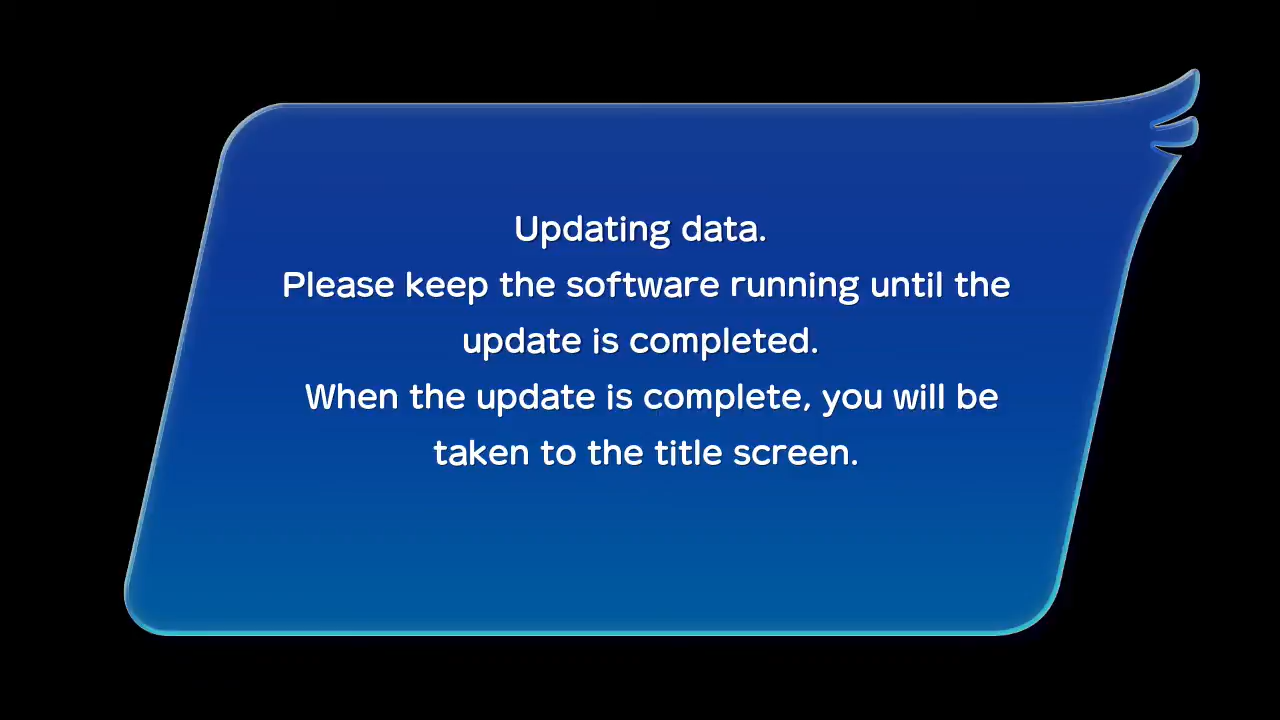 Updating data.
Please keep the software running until the
update is completed.
When the update is complete, you will be
taken to the title screen.